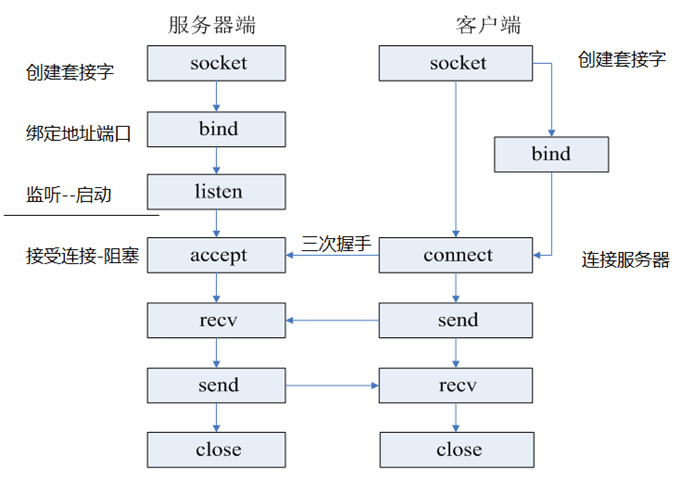 服务器端
客户端
创建套接字
socket
socket
创建套接字
绑定地址端口
bind
bind
监听--启动
listen
接受连接-阻塞
accept
三次握手
connect
连接服务器
recv
send
send
recv
close
close